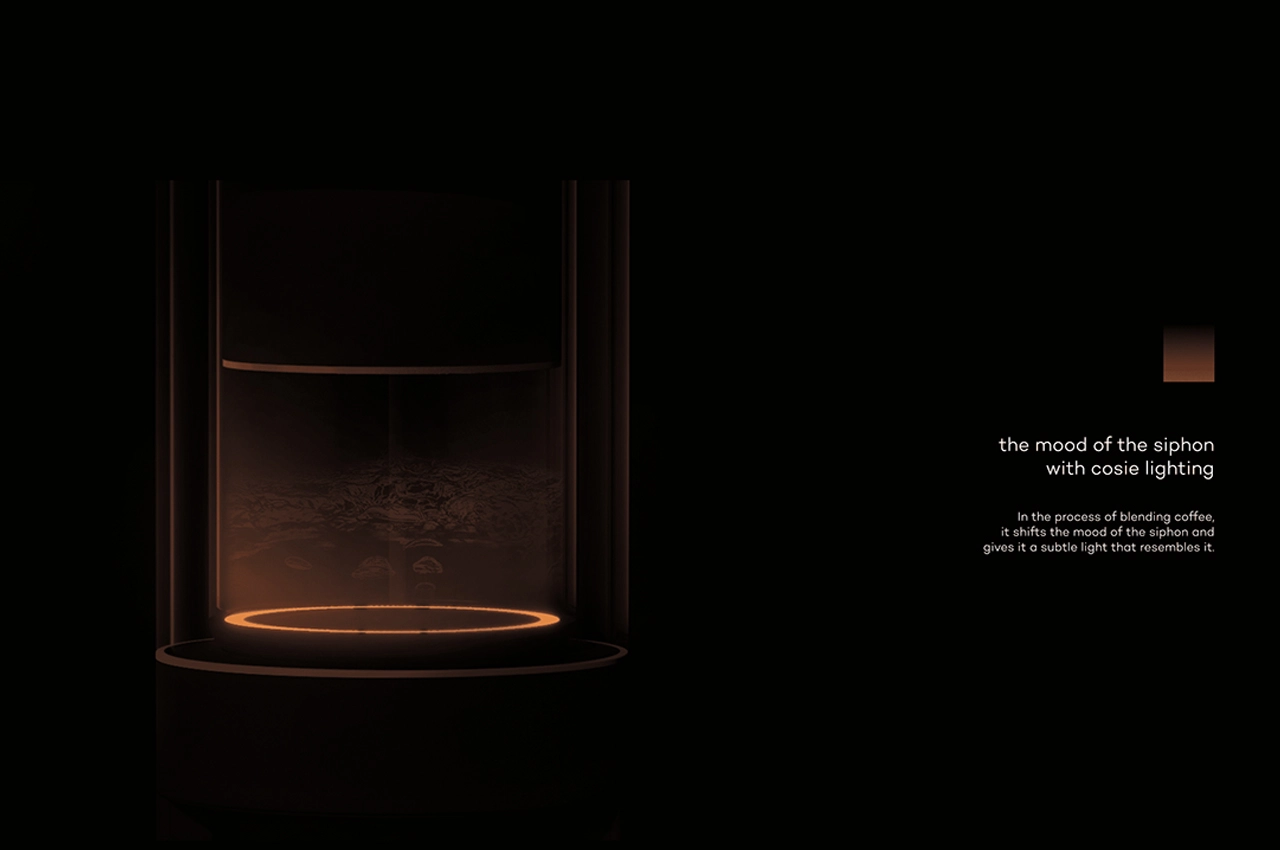 the mood of the siphon
with cosie lighting
In the process of blending coffee,
it shifts the mood of the siphon and
gives it a subtle light that resembles it.